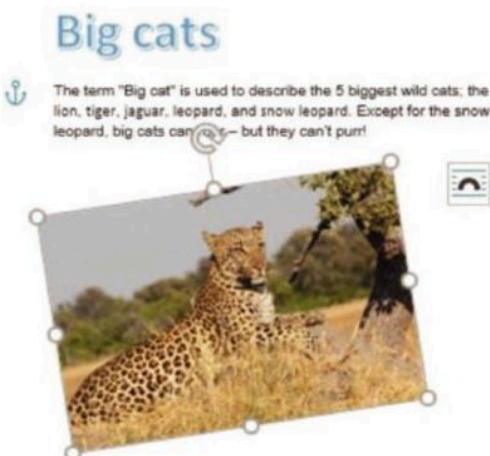 Big cats
The term "Big cat" is used to describe the 5 biggest wild cats: the
lion, tiger, jaguar, leopard, and snow leopard. Except for the snow
leopard, big cats can – but they can't purr!